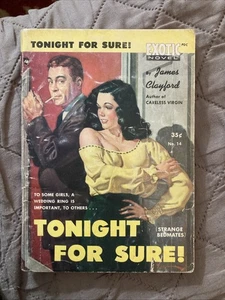 TONIGHT FOR SURE!
EXOTIC
NOVEL
by James
Clayford
Author of
CARELESS VIRGIN
35¢
No. 14
TO SOME GIRLS, A
WEDDING RING IS
IMPORTANT, TO OTHERS . . .
STRANGE
BEDMATES
TONIGHT
FOR SURE!